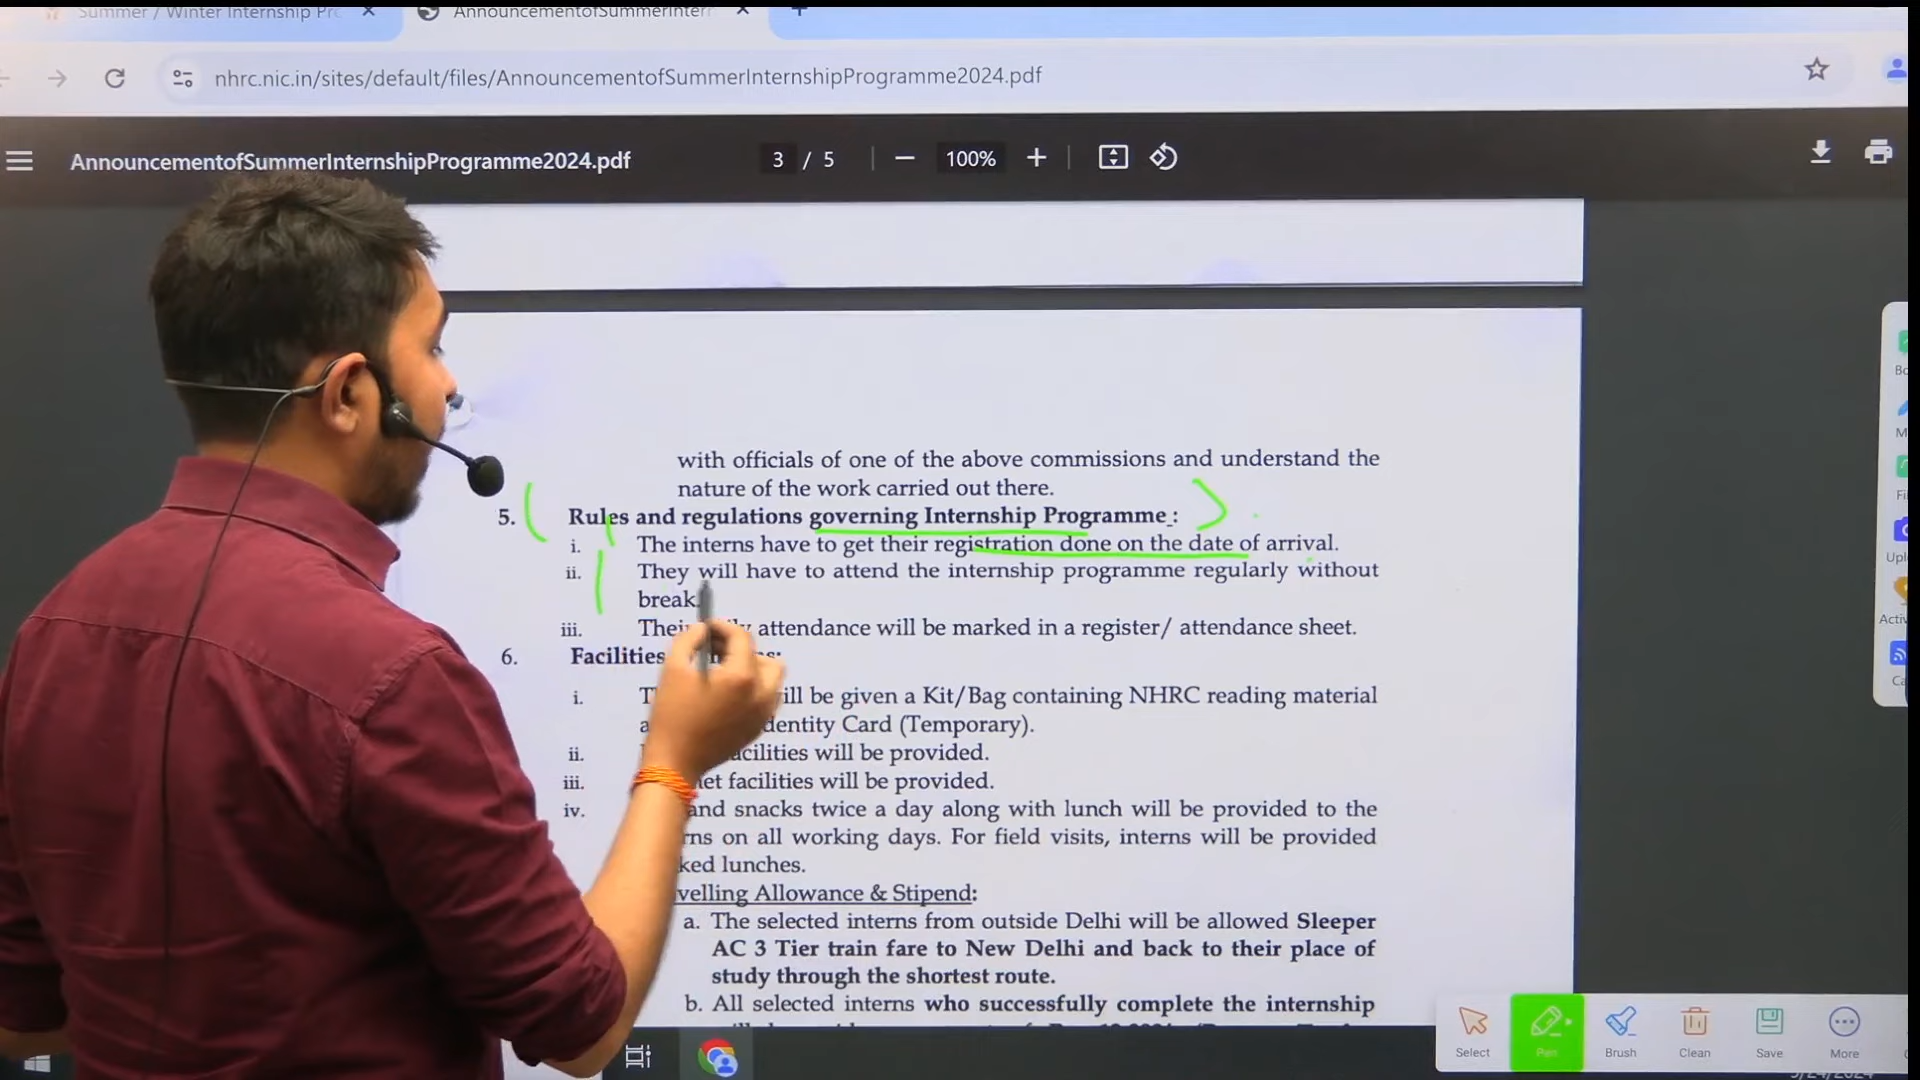 Summer / Winter Internship Pro
AnnouncementofSummerIntern
nhrc.nic.in/sites/default/files/AnnouncementofSummerInternshipProgramme2024.pdf
AnnouncementofSummerInternshipProgramme2024.pdf
3 / 5
100%
with officials of one of the above commissions and understand the
nature of the work carried out there.
5. Rules and regulations governing Internship Programme :
i. The interns have to get their registration done on the date of arrival.
ii. They will have to attend the internship programme regularly without
break.
iii. Their attendance will be marked in a register/ attendance sheet.
6. Facilities
i. will be given a Kit/Bag containing NHRC reading material
Identity Card (Temporary).
ii. facilities will be provided.
iii. facilities will be provided.
iv. and snacks twice a day along with lunch will be provided to the
on all working days. For field visits, interns will be provided
lunches.
Allowance & Stipend:
a. The selected interns from outside Delhi will be allowed Sleeper
AC 3 Tier train fare to New Delhi and back to their place of
study through the shortest route.
b. All selected interns who successfully complete the internship
Select
Pen
Brush
Clean
Save
More